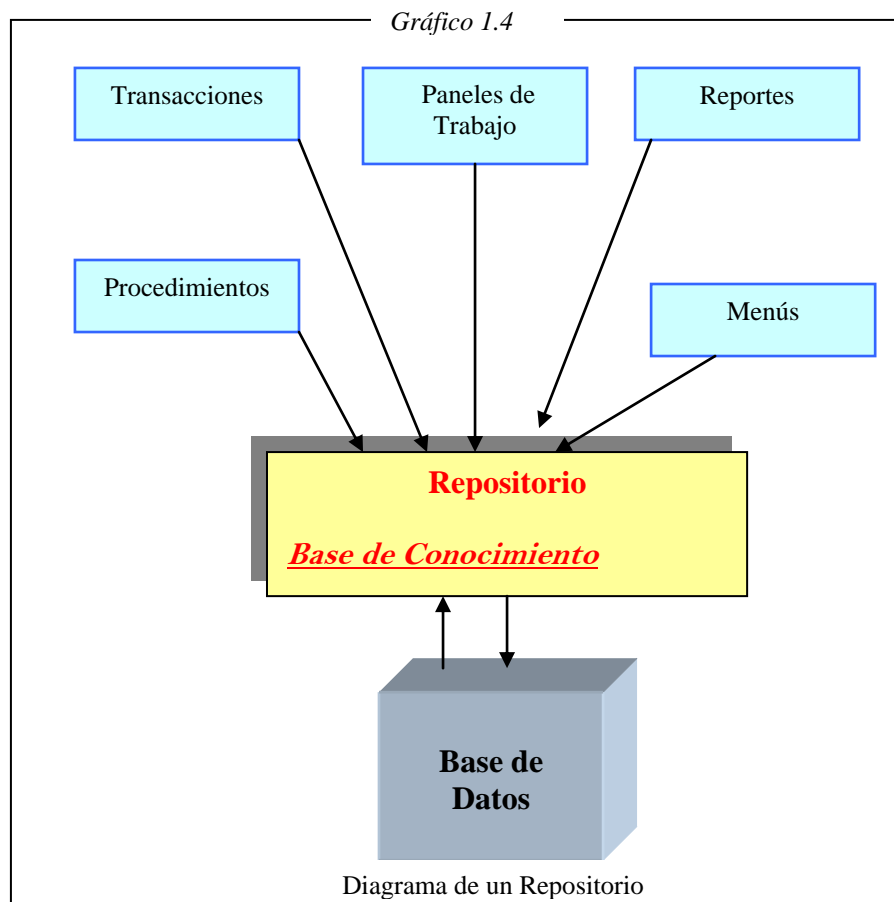 Gráfico 1.4
Transacciones
Paneles de
Trabajo
Reportes
Procedimientos
Menús
Repositorio
Base de Conocimiento
Base de
Datos
Diagrama de un Repositorio